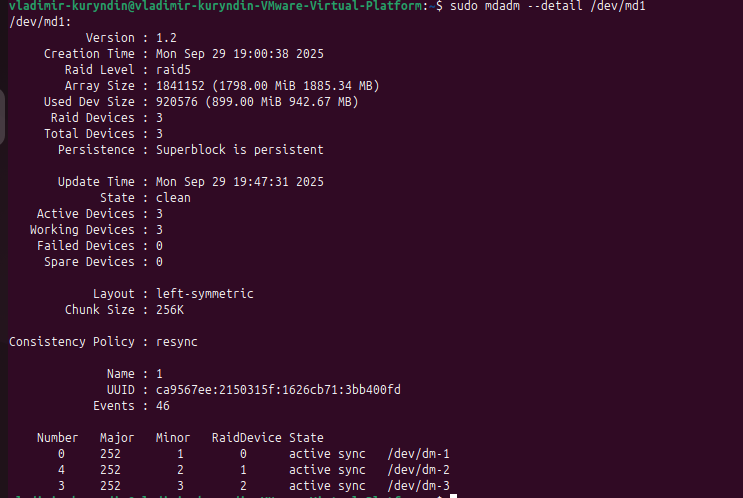 vladimir-kuryndin@vladimir-kuryndin-VMware-Virtual-Platform:~$ sudo mdadm --detail /dev/md1
/dev/md1:
Version : 1.2
Creation Time : Mon Sep 29 19:00:38 2025
Raid Level : raid5
Array Size : 1841152 (1798.00 MiB 1885.34 MB)
Used Dev Size : 920576 (899.00 MiB 942.67 MB)
Raid Devices : 3
Total Devices : 3
Persistence : Superblock is persistent
Update Time : Mon Sep 29 19:47:31 2025
State : clean
Active Devices : 3
Working Devices : 3
Failed Devices : 0
Spare Devices : 0
Layout : left-symmetric
Chunk Size : 256K
Consistency Policy : resync
Name : 1
UUID : ca9567ee:2150315f:1626cb71:3bb400fd
Events : 46
Number Major Minor RaidDevice State
0 252 1 0 active sync /dev/dm-1
4 252 2 1 active sync /dev/dm-2
3 252 3 2 active sync /dev/dm-3